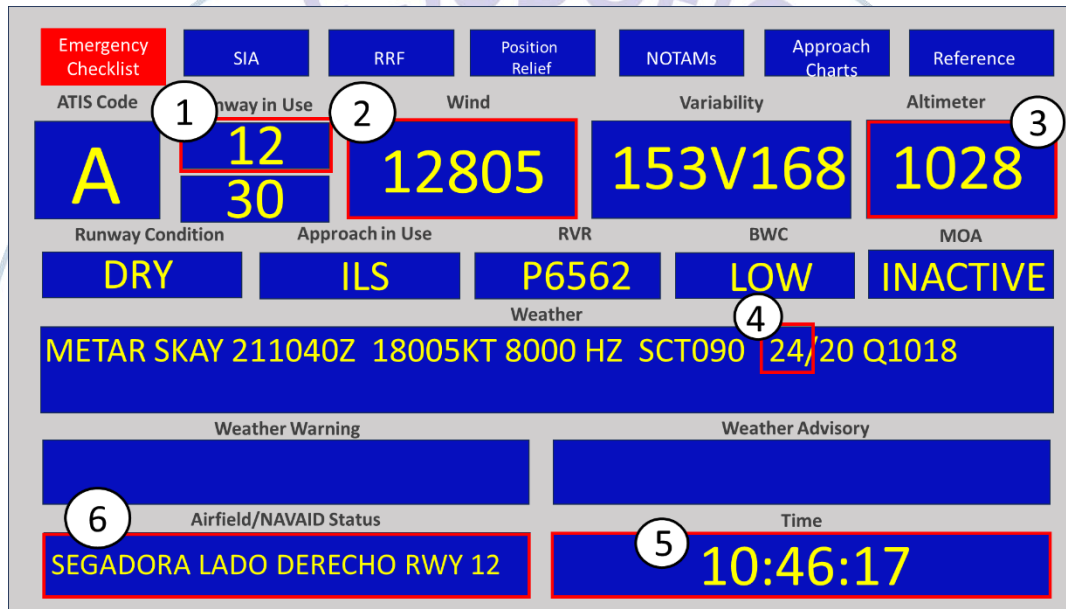 Emergency
Checklist
SIA
RRF
Position
Relief
NOTAMs
Approach
Charts
Reference
ATIS Code
nway in Use
Wind
Variability
Altimeter
1
2
3
A
12
30
12805
153V168
1028
Runway Condition
Approach in Use
RVR
BWC
MOA
DRY
ILS
P6562
LOW
INACTIVE
Weather
4
METAR SKAY 211040Z 18005KT 8000 HZ SCT090 24/20 Q1018
Weather Warning
Weather Advisory
6
Airfield/NAVAID Status
Time
SEGADORA LADO DERECHO RWY 12
5
10:46:17